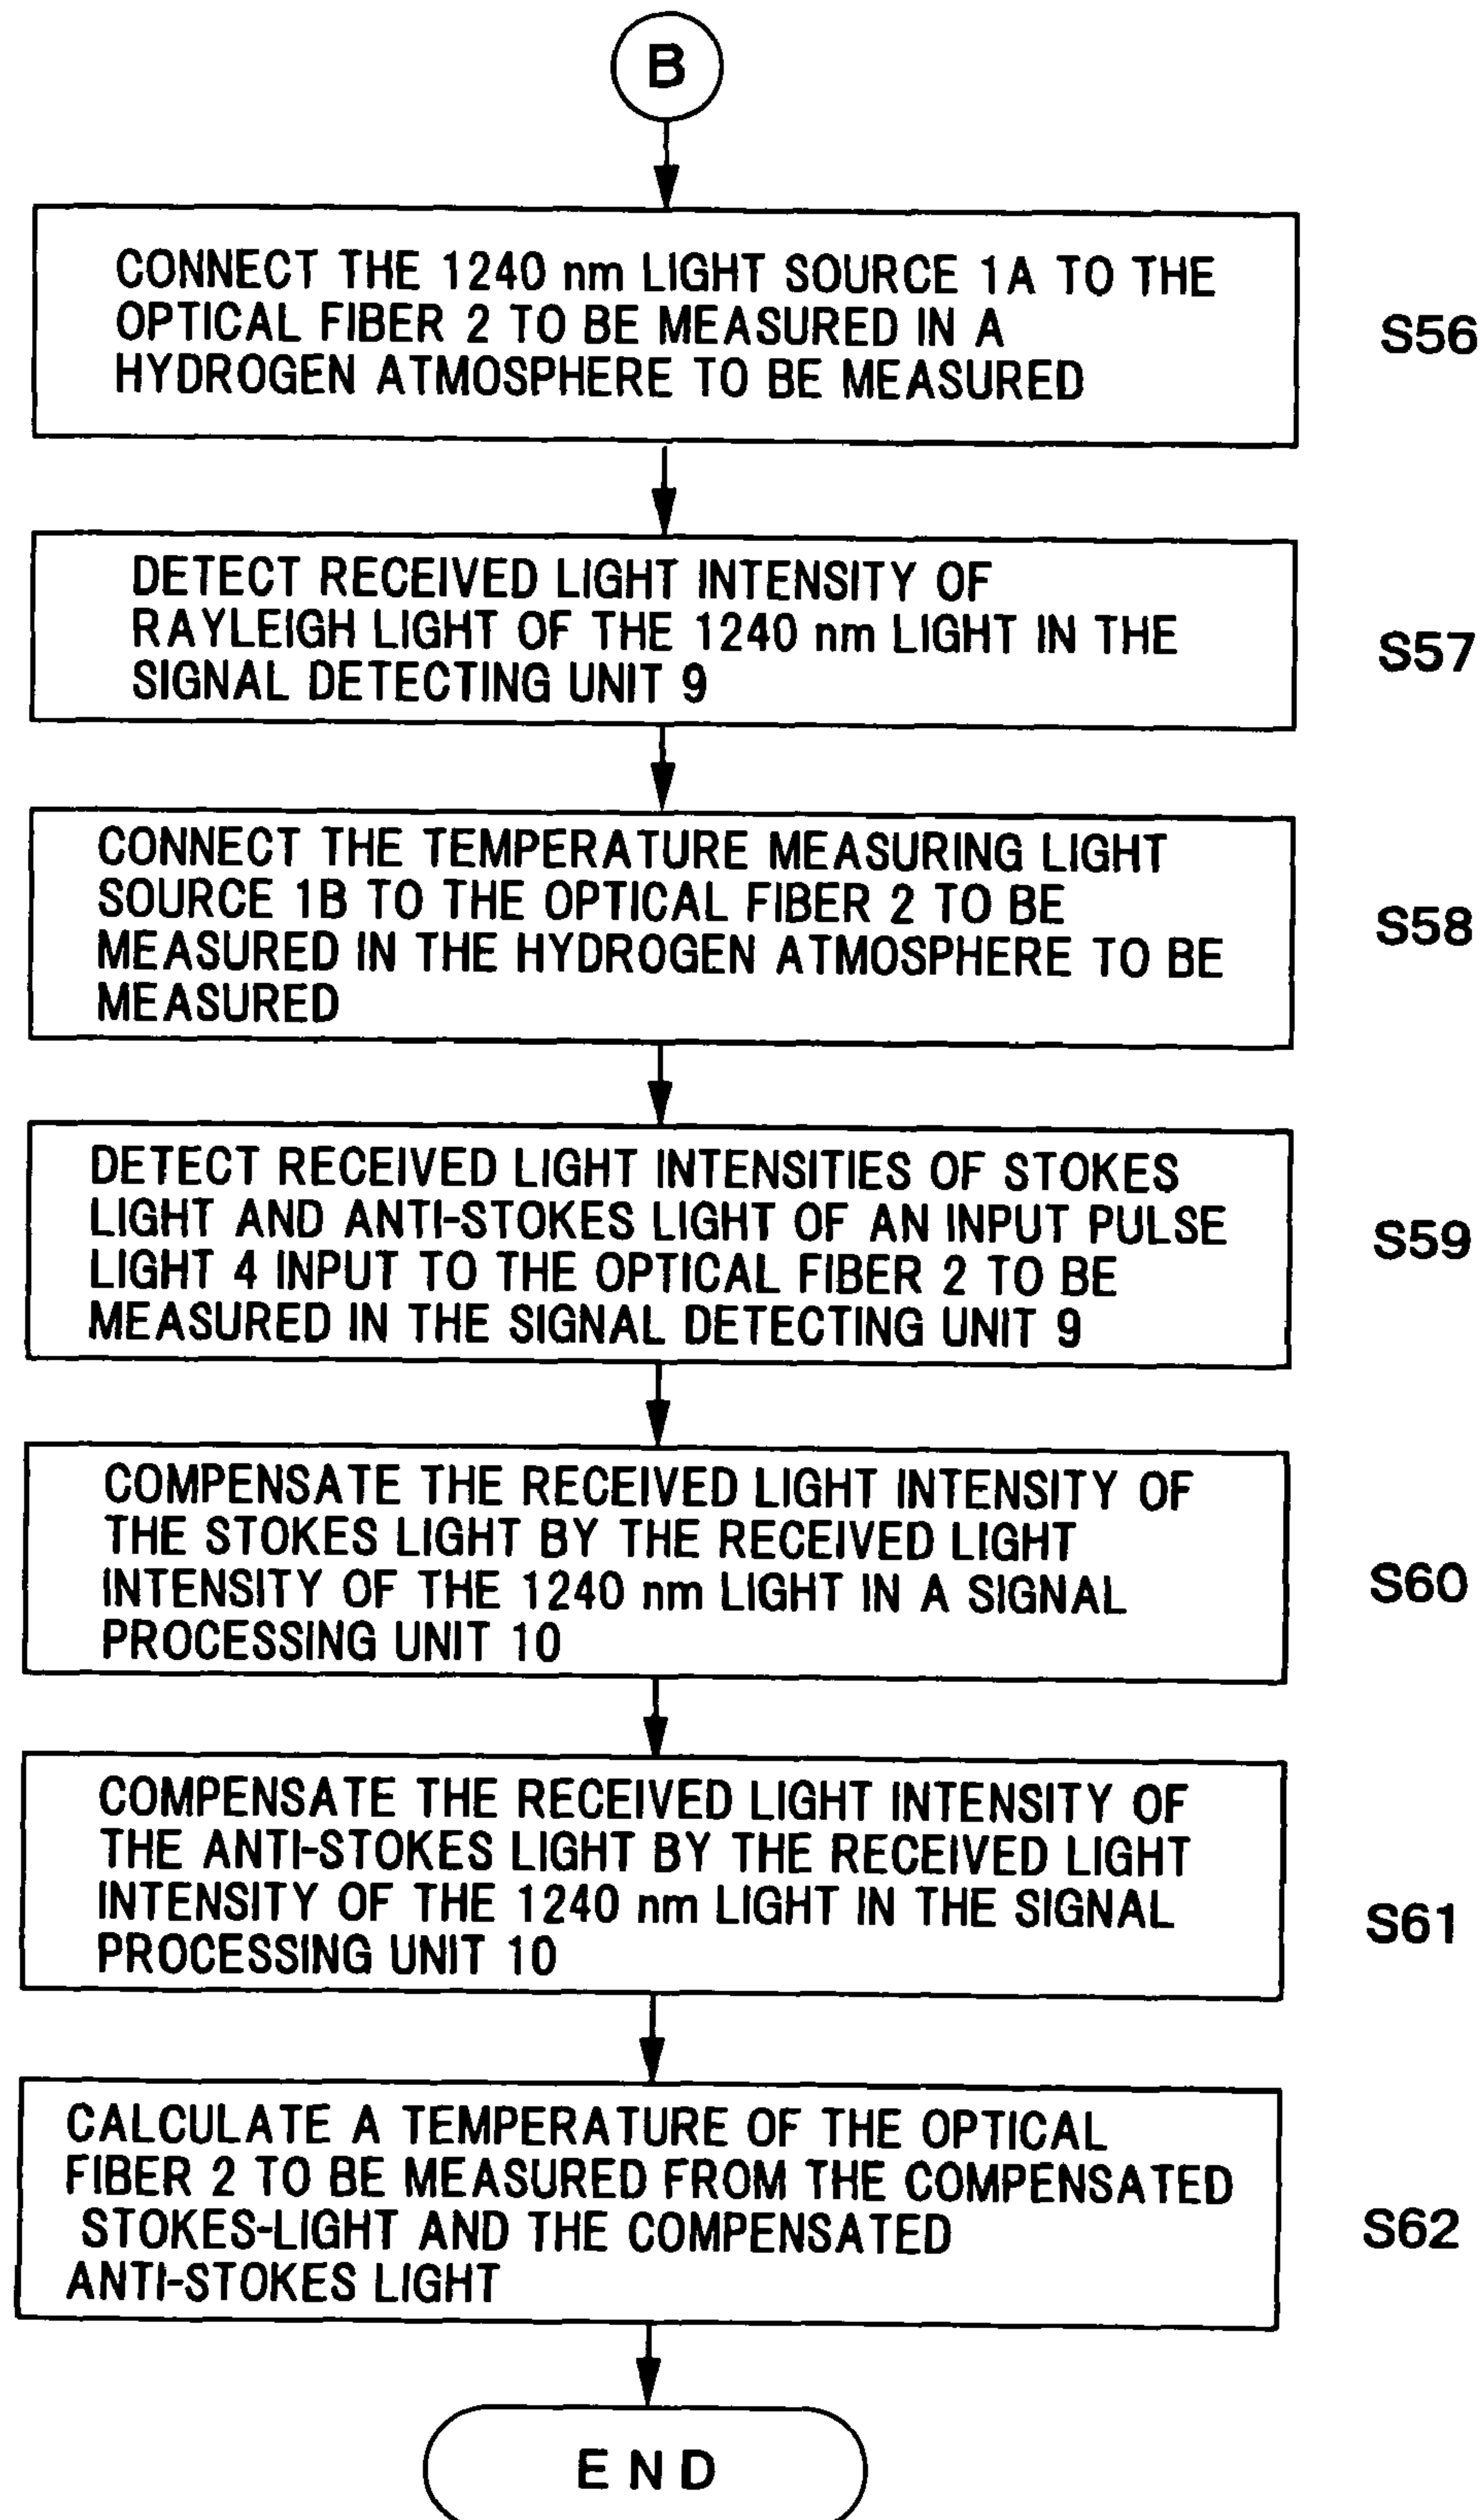 B
CONNECT THE 1240 nm LIGHT SOURCE 1A TO THE
OPTICAL FIBER 2 TO BE MEASURED IN A
HYDROGEN ATMOSPHERE TO BE MEASURED
S56
DETECT RECEIVED LIGHT INTENSITY OF
RAYLEIGH LIGHT OF THE 1240 nm LIGHT IN THE
SIGNAL DETECTING UNIT 9
S57
CONNECT THE TEMPERATURE MEASURING LIGHT
SOURCE 1B TO THE OPTICAL FIBER 2 TO BE
MEASURED IN THE HYDROGEN ATMOSPHERE TO BE
MEASURED
S58
DETECT RECEIVED LIGHT INTENSITIES OF STOKES
LIGHT AND ANTI-STOKES LIGHT OF AN INPUT PULSE
LIGHT 4 INPUT TO THE OPTICAL FIBER 2 TO BE
MEASURED IN THE SIGNAL DETECTING UNIT 9
S59
COMPENSATE THE RECEIVED LIGHT INTENSITY OF
THE STOKES LIGHT BY THE RECEIVED LIGHT
INTENSITY OF THE 1240 nm LIGHT IN A SIGNAL
PROCESSING UNIT 10
S60
COMPENSATE THE RECEIVED LIGHT INTENSITY OF
THE ANTI-STOKES LIGHT BY THE RECEIVED LIGHT
INTENSITY OF THE 1240 nm LIGHT IN THE SIGNAL
PROCESSING UNIT 10
S61
CALCULATE A TEMPERATURE OF THE OPTICAL
FIBER 2 TO BE MEASURED FROM THE COMPENSATED
STOKES-LIGHT AND THE COMPENSATED
ANTI-STOKES LIGHT
S62
END